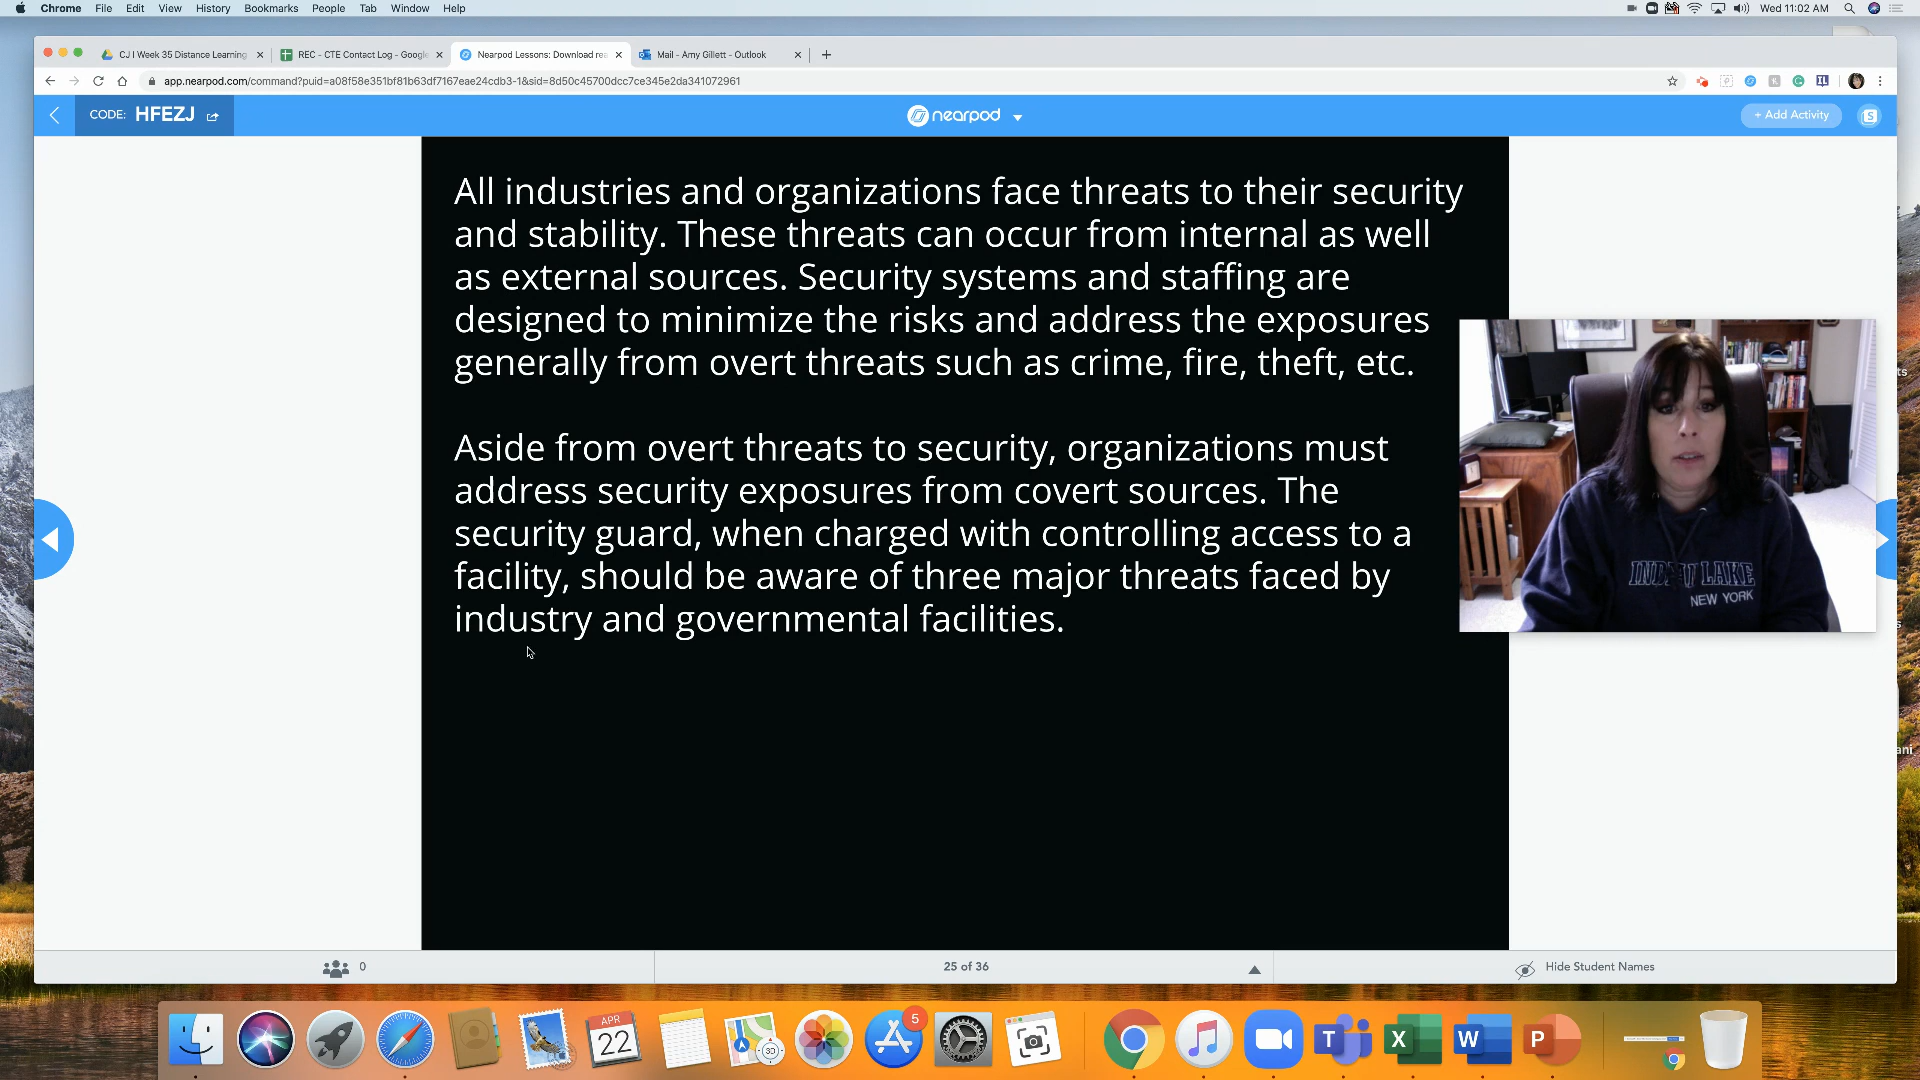 Chrome File Edit View History Bookmarks People Tab Window Help
Wed 11:02 AM
CJ I Week 35 Distance Learning
REC - CTE Contact Log - Google
Nearpod Lessons: Download rea
Mail - Amy Gillett - Outlook
app.nearpod.com/command?puid=a08f58e351bf81b63df7167eae24cdb3-1&sid=8d50c45700dcc7ce345e2da341072961
CODE: HFEZJ
nearpod
+ Add Activity
S
All industries and organizations face threats to their security
and stability. These threats can occur from internal as well
as external sources. Security systems and staffing are
designed to minimize the risks and address the exposures
generally from overt threats such as crime, fire, theft, etc.
Aside from overt threats to security, organizations must
address security exposures from covert sources. The
security guard, when charged with controlling access to a
facility, should be aware of three major threats faced by
industry and governmental facilities.
LAKE
NEW YORK
0
25 of 36
Hide Student Names
APR
22
3D
5
T
X
W
P